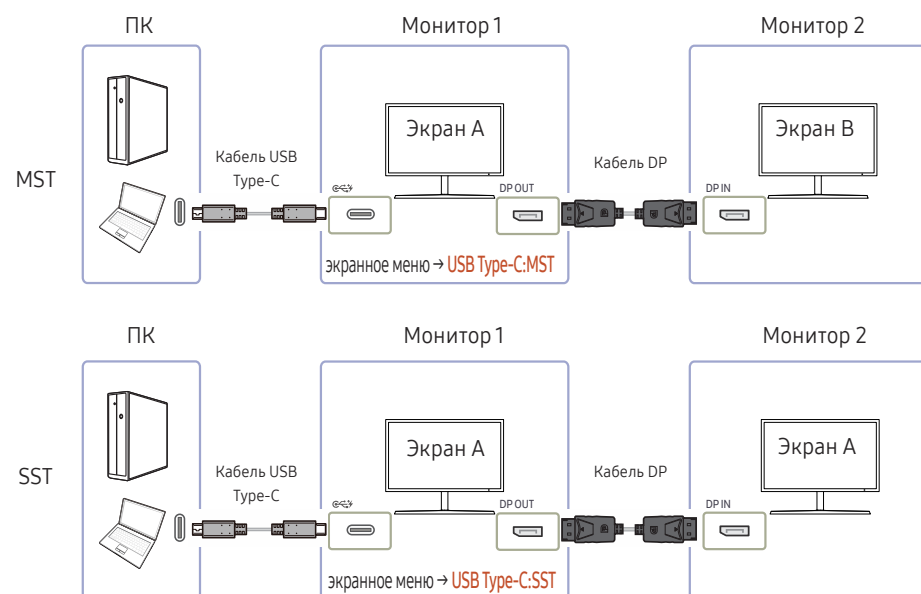 ПК
Монитор 1
Монитор 2
MST
Кабель USB
Type-C
Экран A
DP OUT
Кабель DP
DP IN
Экран B
экранное меню → USB Type-C:MST
ПК
Монитор 1
Монитор 2
SST
Кабель USB
Type-C
Экран A
DP OUT
Кабель DP
DP IN
Экран A
экранное меню → USB Type-C:SST